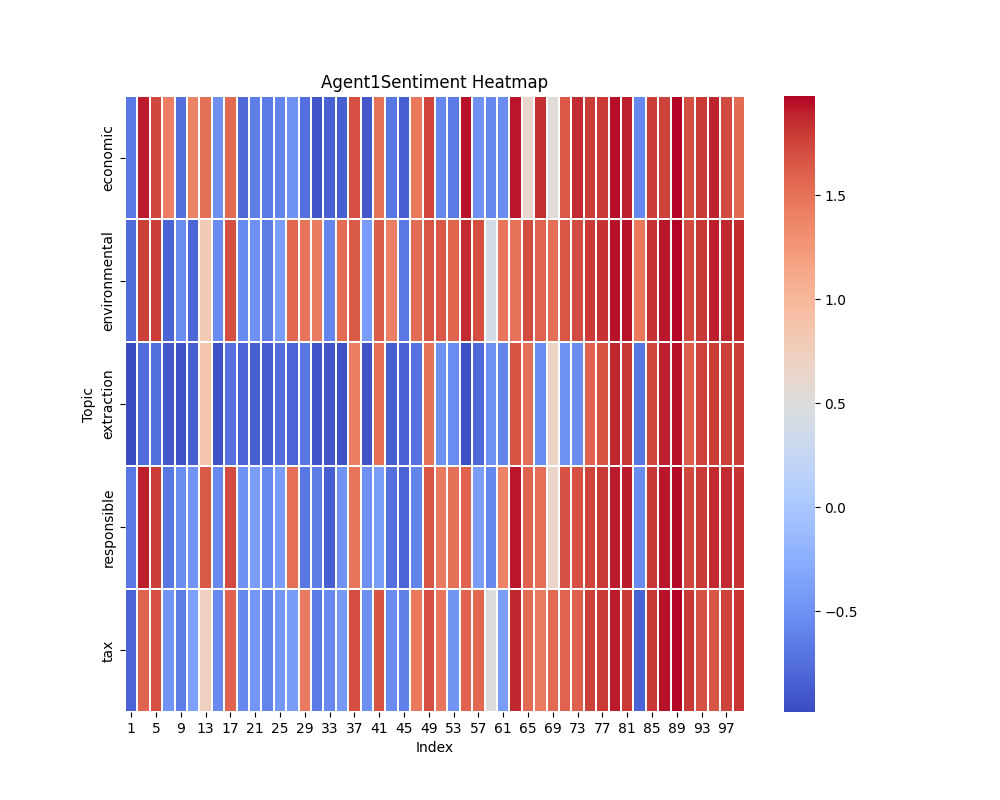 Agent1Sentiment Heatmap
economic
environmental
extraction
responsible
tax
Topic
1 5 9 13 17 21 25 29 33 37 41 45 49 53 57 61 65 69 73 77 81 85 89 93 97
Index
1.5
1.0
0.5
0.0
−0.5